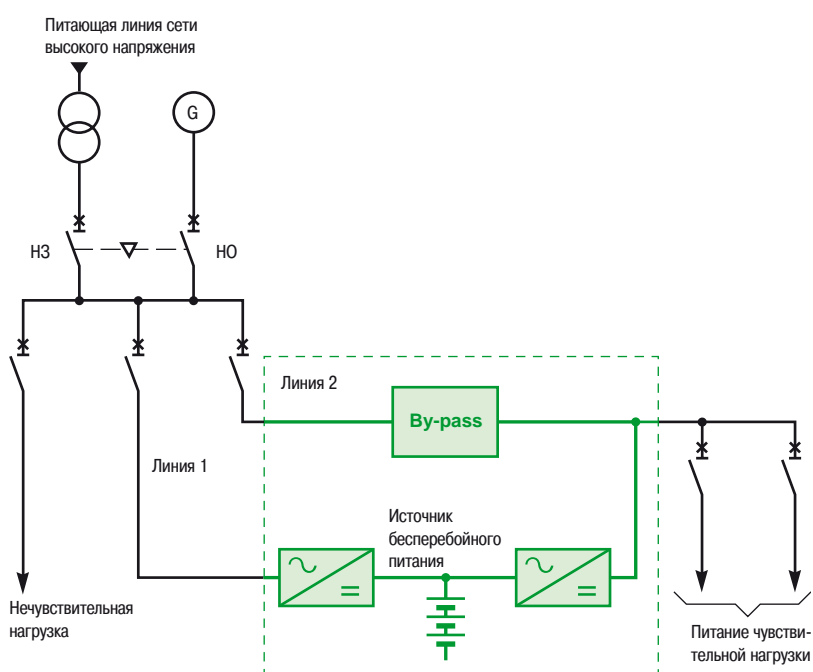 Питающая линия сети
высокого напряжения
G
НЗ
НО
Линия 2
By-pass
Линия 1
Источник
бесперебойного
питания
Нечувствительная
нагрузка
Питание чувстви-
тельной нагрузки